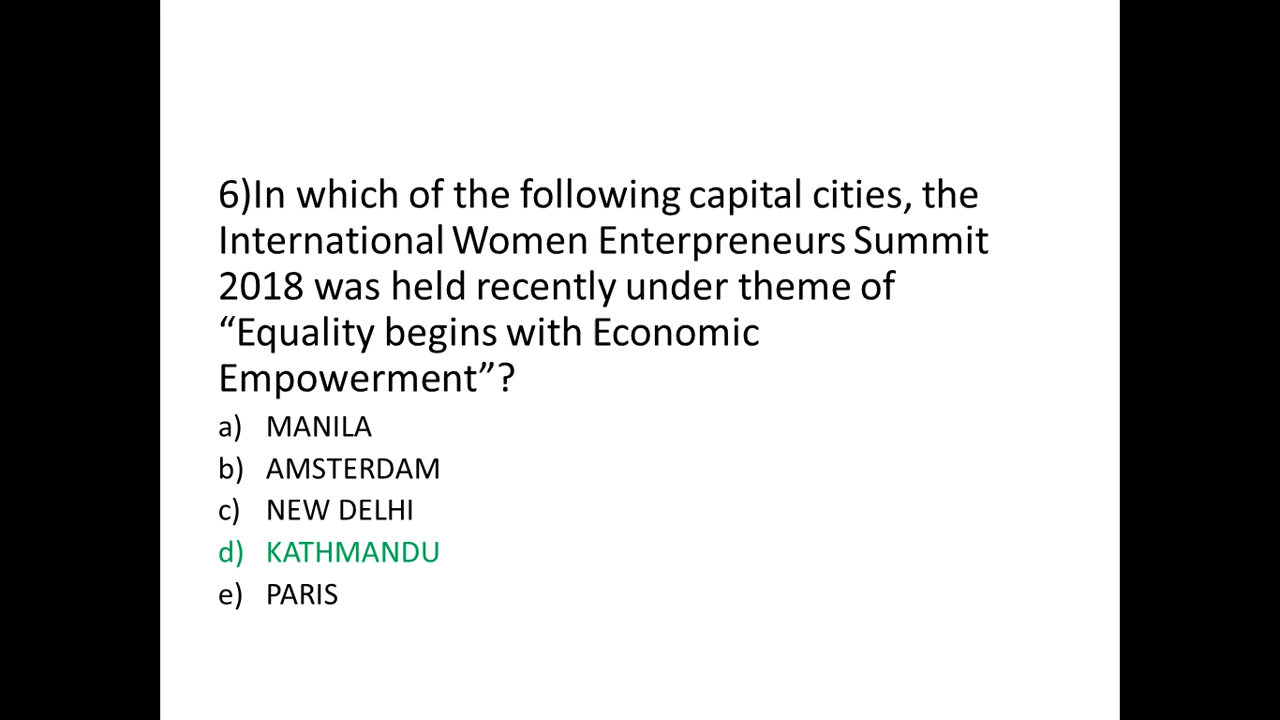 6)In which of the following capital cities, the
International Women Enterpreneurs Summit
2018 was held recently under theme of
“Equality begins with Economic
Empowerment”?
a) MANILA
b) AMSTERDAM
c) NEW DELHI
d) KATHMANDU
e) PARIS